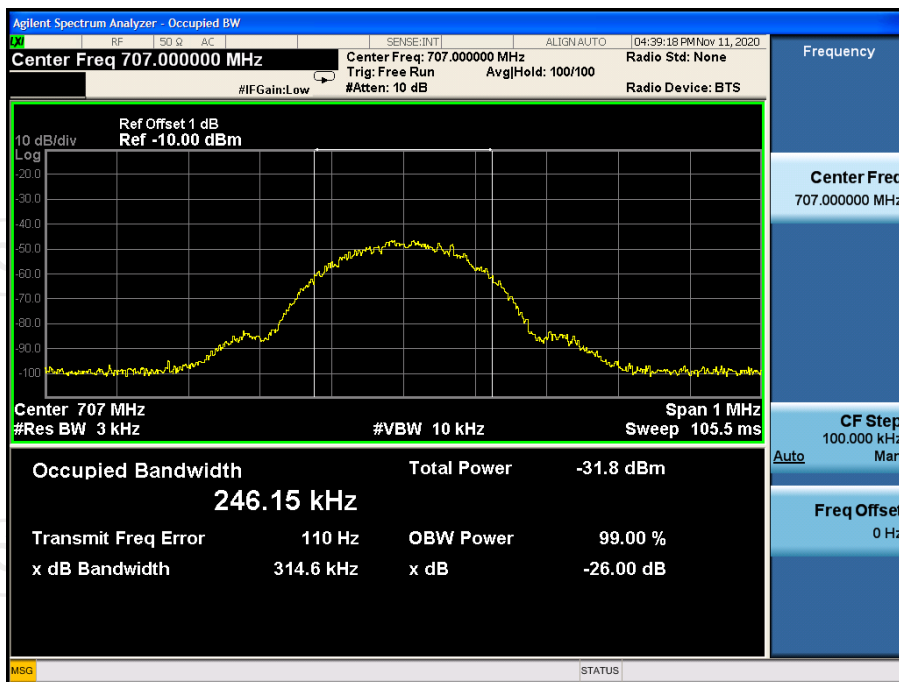 Agilent Spectrum Analyzer - Occupied BW
LXI RF 50 Ω AC SENSE:INT ALIGNAUTO 04:39:18 PM Nov 11, 2020
Center Freq 707.000000 MHz
Center Freq: 707.000000 MHz
Radio Std: None
Trig: Free Run Avg|Hold: 100/100
#IFGain:Low
#Atten: 10 dB
Radio Device: BTS
Frequency
Ref Offset 1 dB
10 dB/div Ref -10.00 dBm
Log
-20.0
-30.0
-40.0
-50.0
-60.0
-70.0
-80.0
-90.0
-100
Center Freq
707.000000 MHz
Center 707 MHz Span 1 MHz
#Res BW 3 kHz #VBW 10 kHz Sweep 105.5 ms
CF Step
100.000 kHz
Auto Man
Occupied Bandwidth Total Power -31.8 dBm
246.15 kHz
Freq Offset
0 Hz
Transmit Freq Error 110 Hz OBW Power 99.00 %
x dB Bandwidth 314.6 kHz x dB -26.00 dB
MSG STATUS